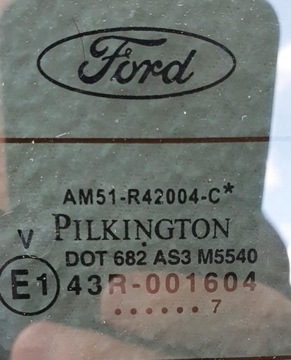 Ford
AM51-R42004-C*
V PILKINGTON
DOT 682 AS3 M5540
E1 43R-001604
...... 7